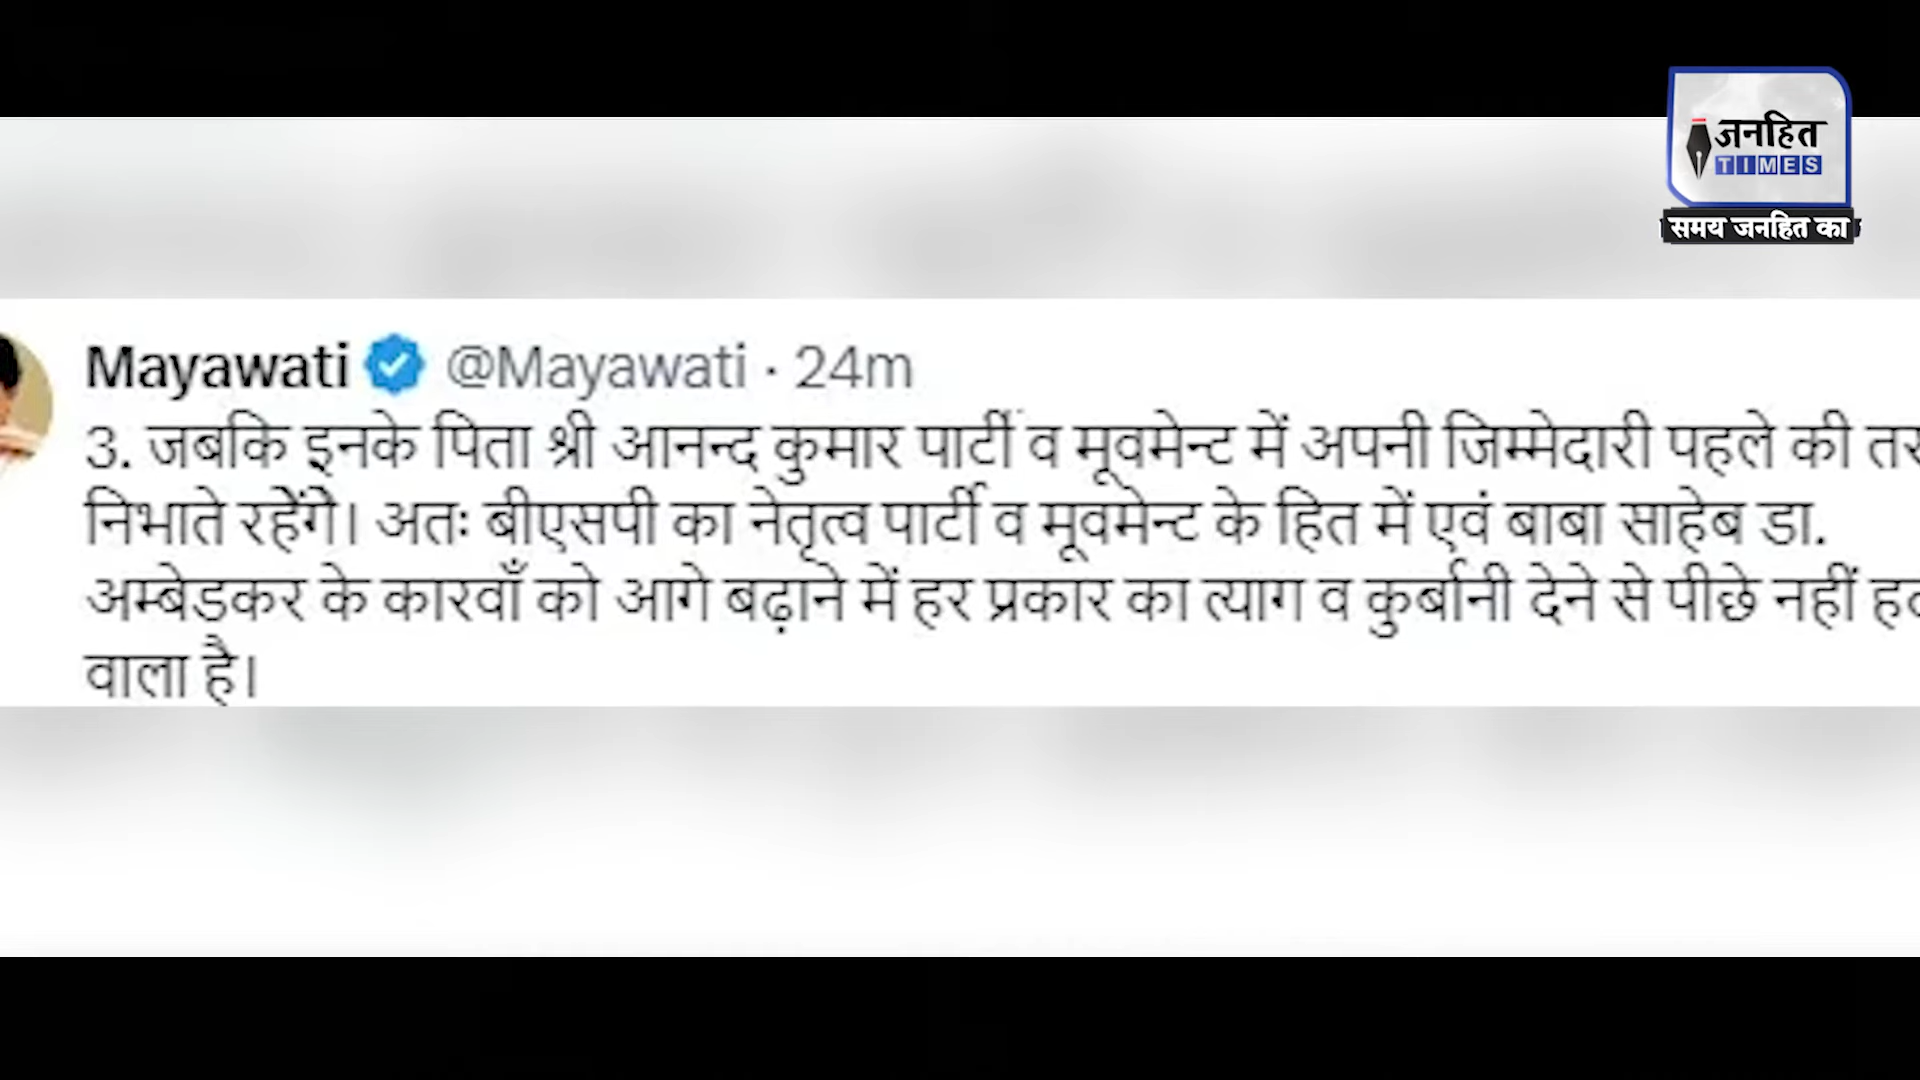 जनहित
TIMES
समय जनहित का
Mayawati @Mayawati · 24m
3. जबकि इनके पिता श्री आनन्द कुमार पार्टी व मूवमेन्ट में अपनी जिम्मेदारी पहले की
निभाते रहेंगे। अतः बीएसपी का नेतृत्व पार्टी व मूवमेन्ट के हित में एवं बाबा साहेब डा.
अम्बेडकर के कारवाँ को आगे बढ़ाने में हर प्रकार का त्याग व कुर्बानी देने से पीछे नहीं
वाला है।